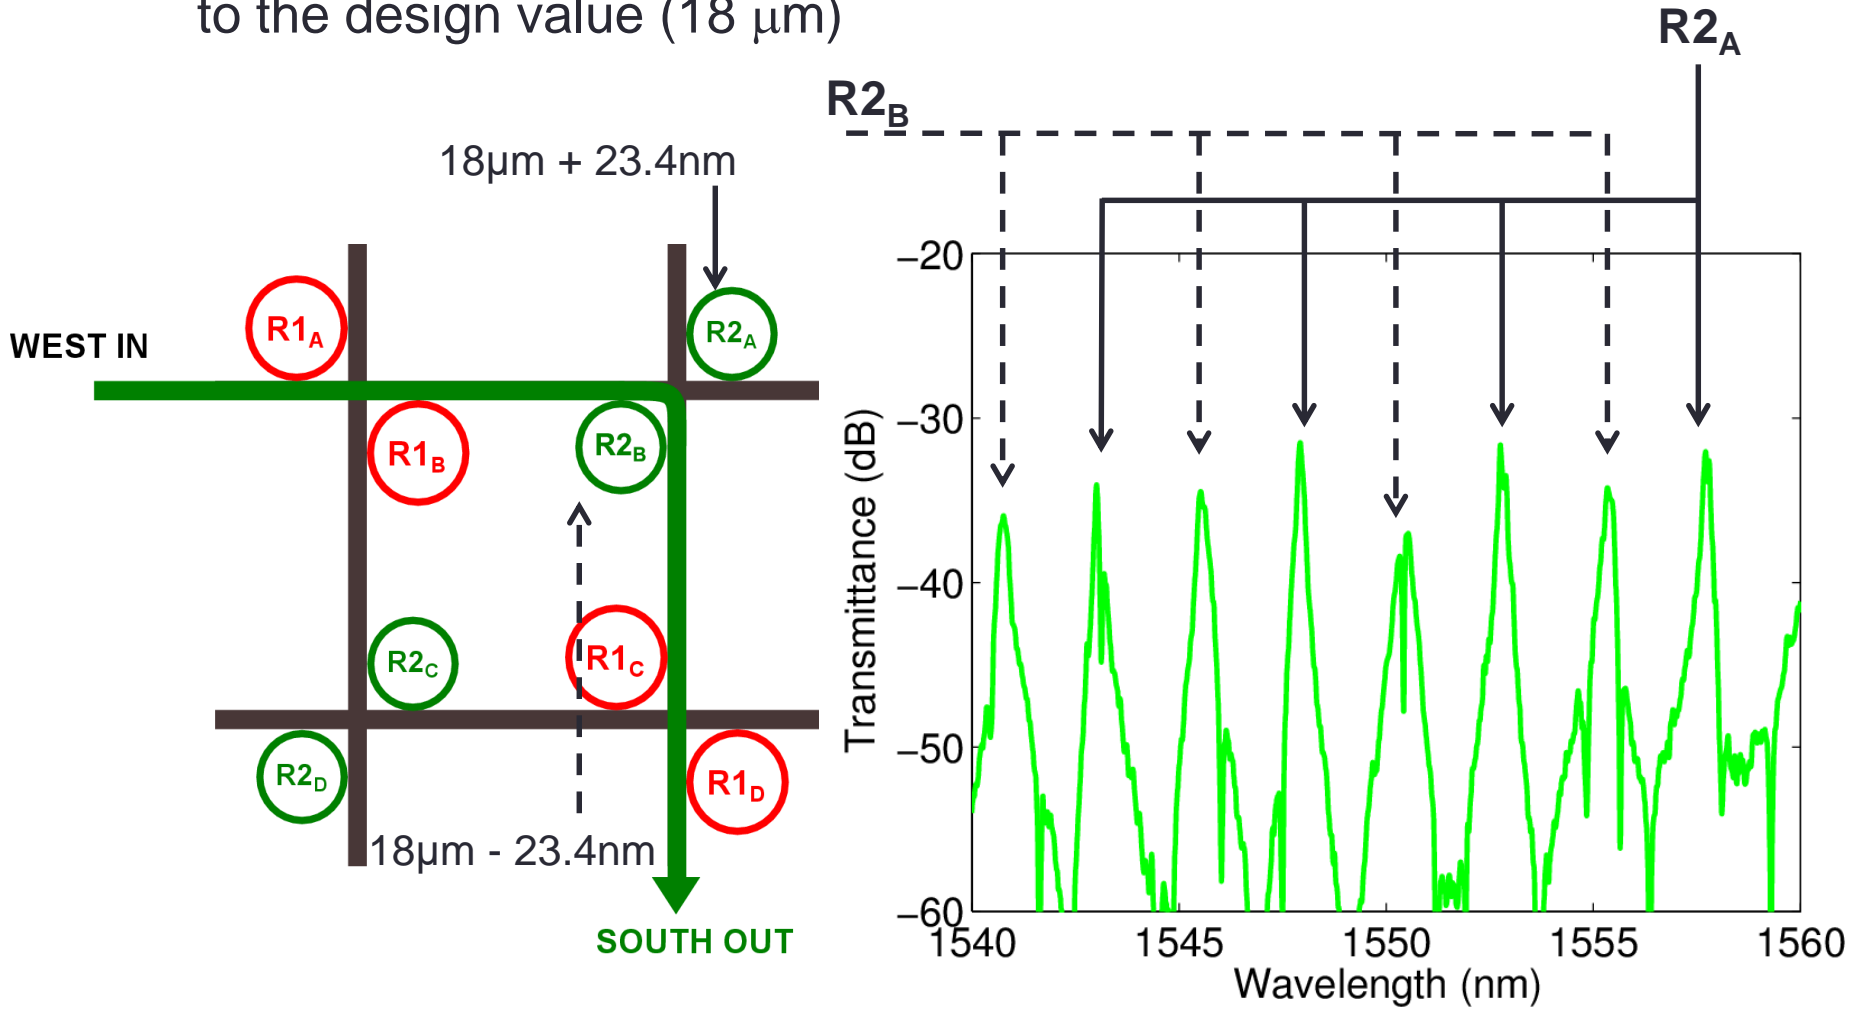 to the design value (18 μm)
R2A
R2B
18µm + 23.4nm
WEST IN
R1A
R2A
R1B
R2B
R2C
R1C
R2D
R1D
18µm - 23.4nm
SOUTH OUT
−20
−30
−40
−50
−60
Transmittance (dB)
1540 1545 1550 1555 1560
Wavelength (nm)